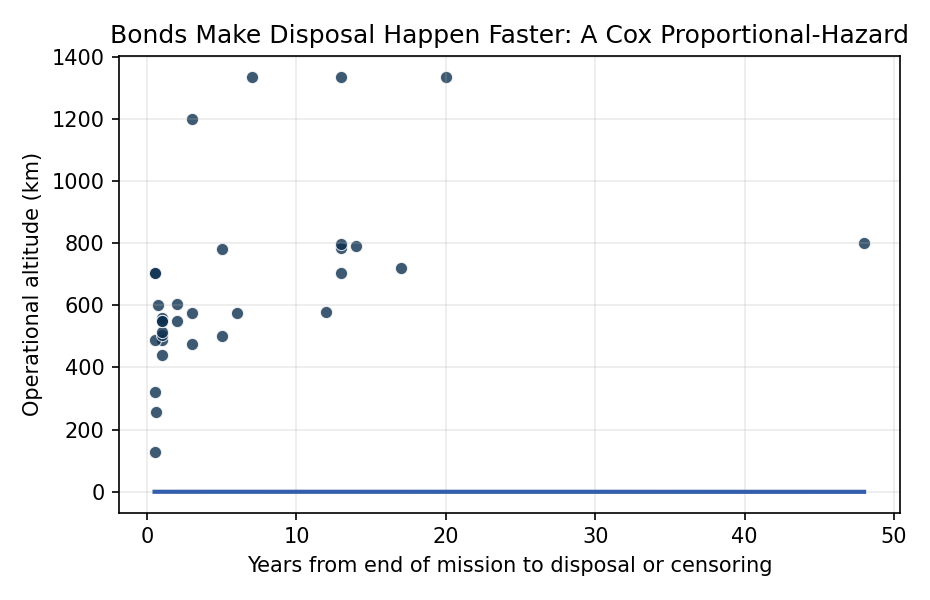 Bonds Make Disposal Happen Faster: A Cox Proportional-Hazard
1400
1200
1000
800
600
400
200
0
Operational altitude (km)
0 10 20 30 40 50
Years from end of mission to disposal or censoring